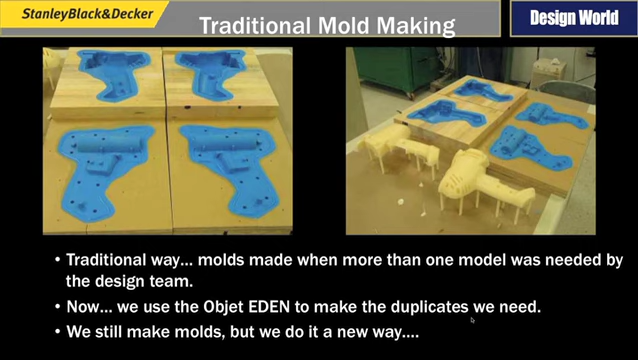 StanleyBlack&Decker
Traditional Mold Making
Design World
• Traditional way... molds made when more than one model was needed by
the design team.
• Now... we use the Objet EDEN to make the duplicates we need.
• We still make molds, but we do it a new way....